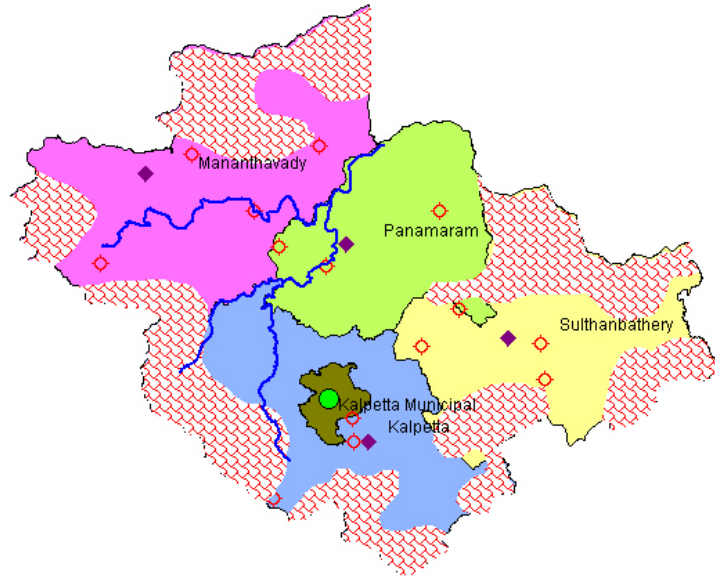 Mananthavady
Panamaram
Sulthanbathery
Kalpetta Municipal
Kalpetta